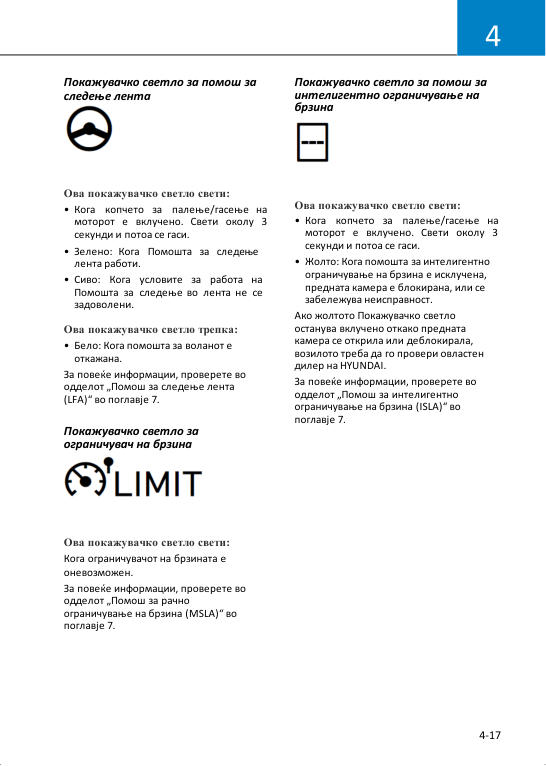 4
Покажувачко светло за помош за
следење лента
Ова покажувачко светло свети:
• Кога копчето за палење/гасење на
моторот е вклучено. Свети околу 3
секунди и потоа се гаси.
• Зелено: Кога Помошта за следење
лента работи.
• Сиво: Кога условите за работа на
Помошта за следење во лента не се
задоволени.
Ова покажувачко светло трепка:
• Бело: Кога помошта за воланот е
откажана.
За повеќе информации, проверете во
одделот „Помош за следење лента
(LFA)“ во поглавје 7.
Покажувачко светло за
ограничувач на брзина
LIMIT
Ова покажувачко светло свети:
Кога ограничувачот на брзината е
оневозможен.
За повеќе информации, проверете во
одделот „Помош за рачно
ограничување на брзина (MSLA)“ во
поглавје 7.
Покажувачко светло за помош за
интелигентно ограничување на
брзина
---
Ова покажувачко светло свети:
• Кога копчето за палење/гасење на
моторот е вклучено. Свети околу 3
секунди и потоа се гаси.
• Жолто: Кога помошта за интелигентно
ограничување на брзина е исклучена,
предната камера е блокирана, или се
забележува неисправност.
Ако жолтото Покажувачко светло
останува вклучено откако предната
камера се открила или деблокирала,
возилото треба да го провери овластен
дилер на HYUNDAI.
За повеќе информации, проверете во
одделот „Помош за интелигентно
ограничување на брзина (ISLA)“ во
поглавје 7.
4-17